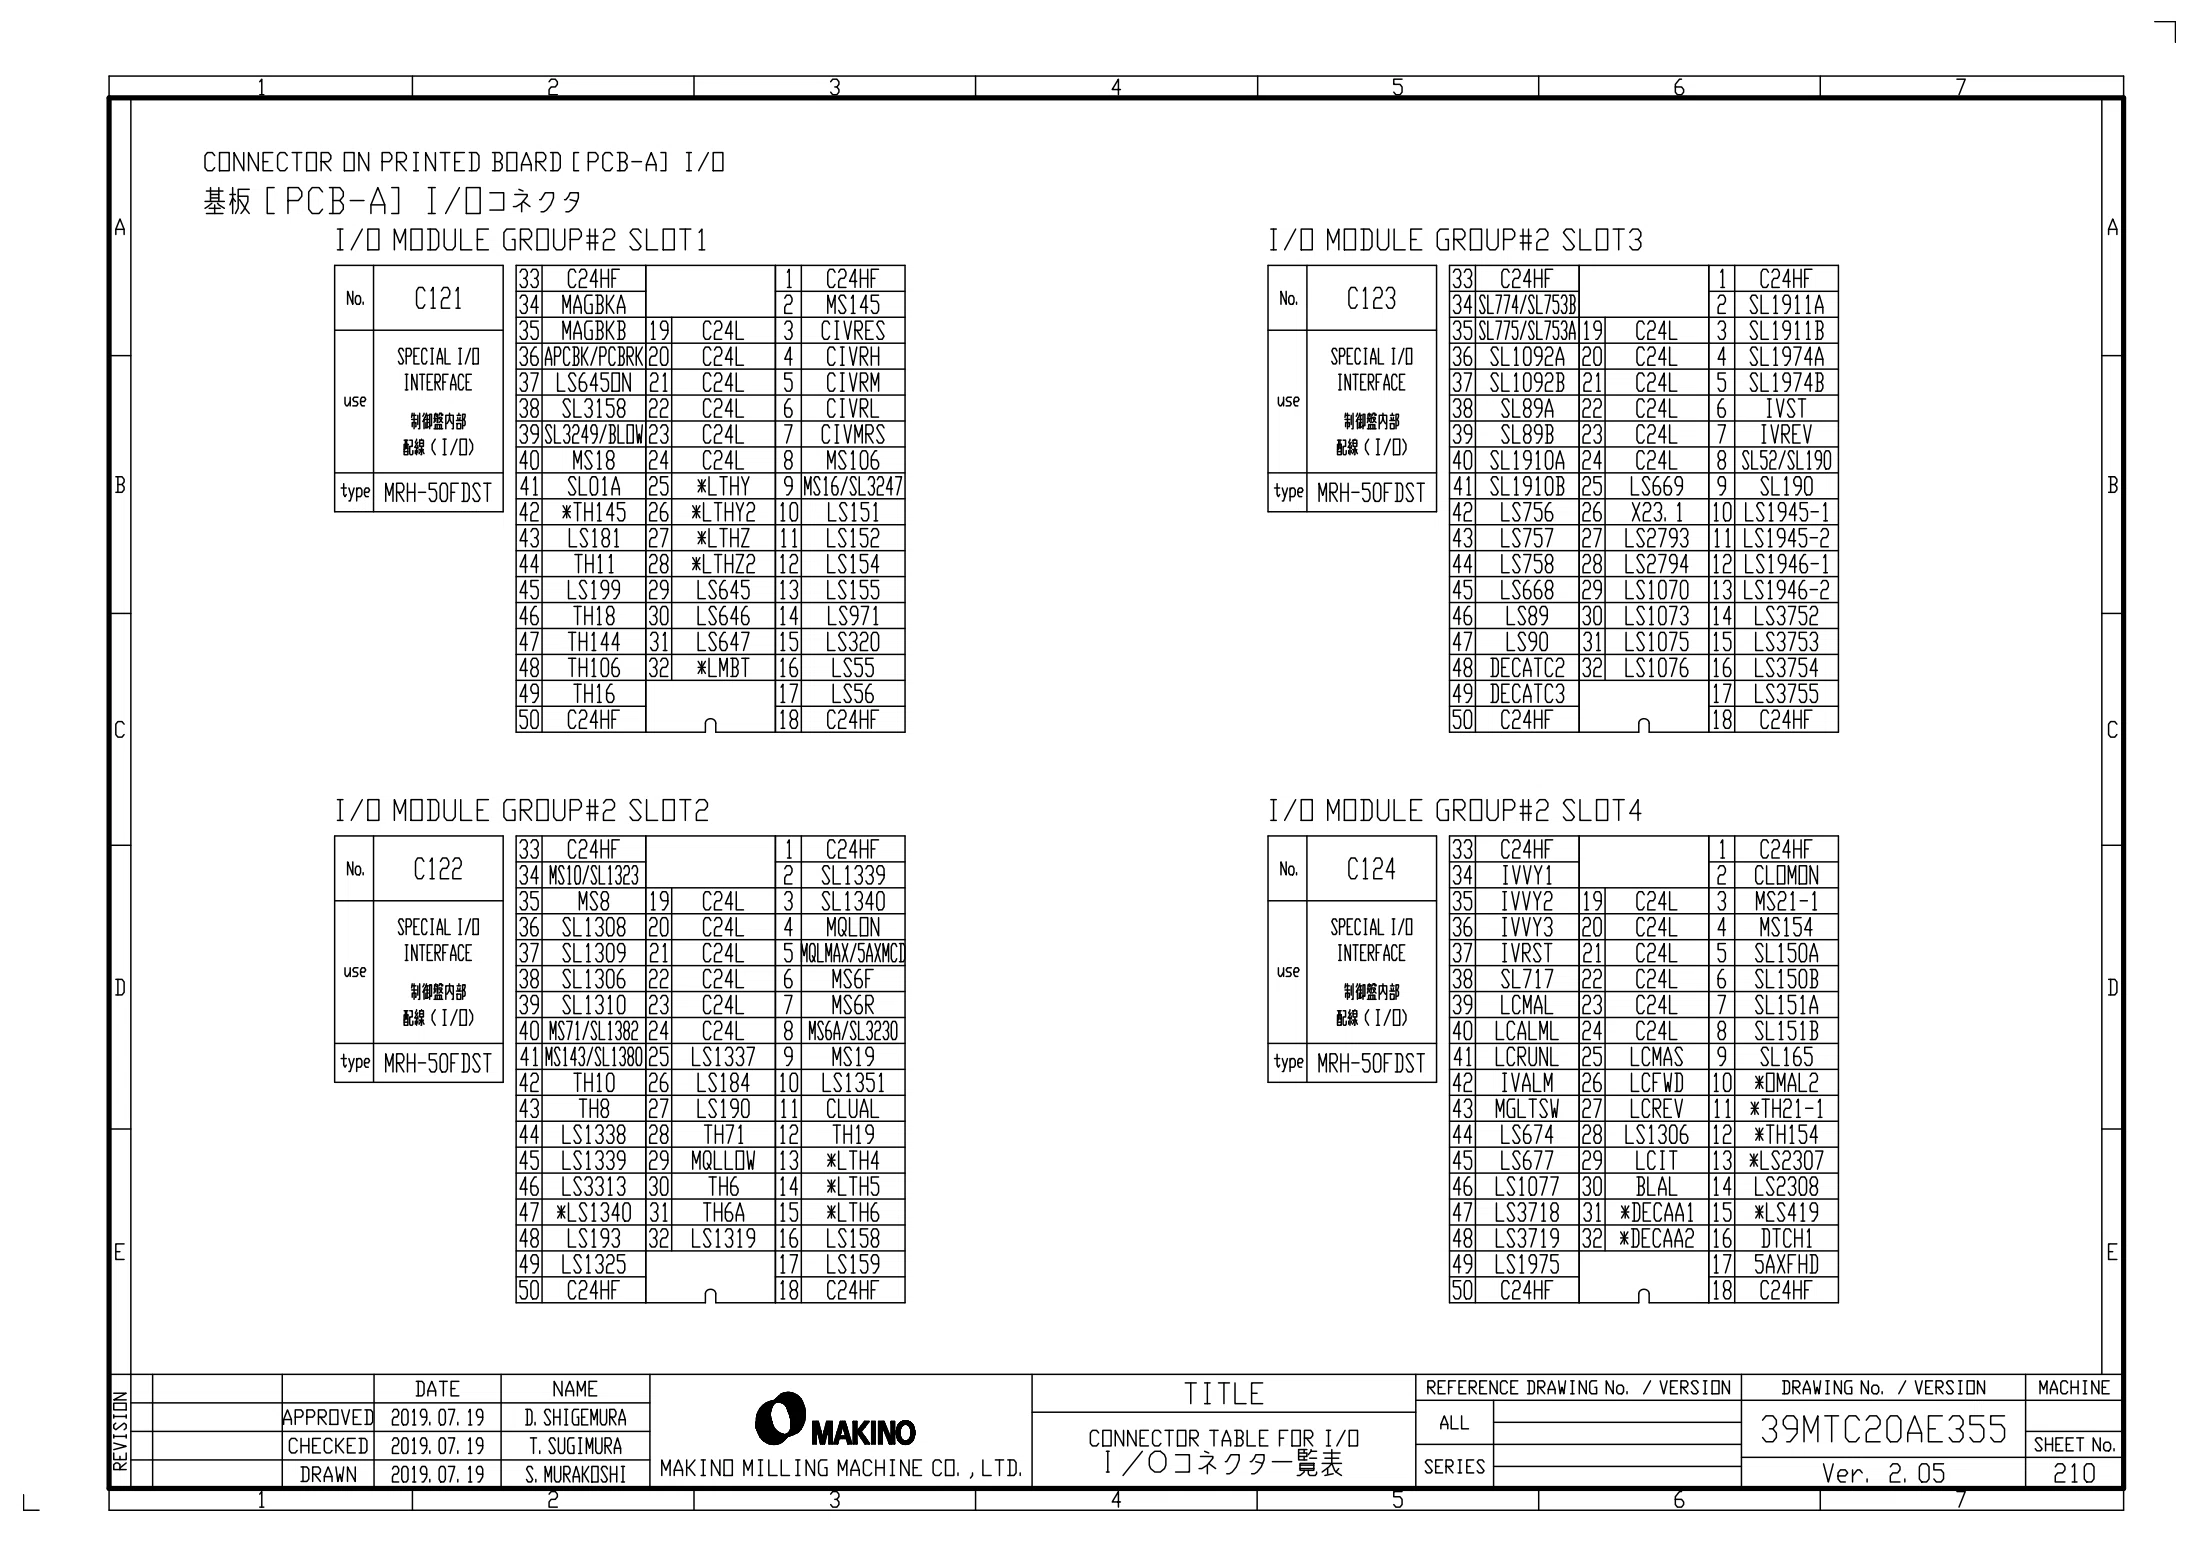 1 2 3 4 5 6 7
CONNECTOR ON PRINTED BOARD [PCB-A] I/O
基板 [PCB-A] I/Oコネクタ
I/O MODULE GROUP#2 SLOT1
No. C121
use SPECIAL I/O
INTERFACE
制御盤内部
配線 (I/O)
type MRH-50FDST
33 C24HF 1 C24HF
34 MAGBKA 2 MS145
35 MAGBKB 19 C24L 3 CIVRES
36 APCBK/PCBRK 20 C24L 4 CIVRH
37 LS645ON 21 C24L 5 CIVRM
38 SL3158 22 C24L 6 CIVRL
39 SL3249/BLOW 23 C24L 7 CIVMRS
40 MS18 24 C24L 8 MS106
41 SL01A 25 *LTHY 9 MS16/SL3247
42 *TH145 26 *LTHY2 10 LS151
43 LS181 27 *LTHZ 11 LS152
44 TH11 28 *LTHZ2 12 LS154
45 LS199 29 LS645 13 LS155
46 TH18 30 LS646 14 LS971
47 TH144 31 LS647 15 LS320
48 TH106 32 *LMBT 16 LS55
49 TH16 17 LS56
50 C24HF 18 C24HF
I/O MODULE GROUP#2 SLOT3
No. C123
use SPECIAL I/O
INTERFACE
制御盤内部
配線 (I/O)
type MRH-50FDST
33 C24HF 1 C24HF
34 SL774/SL753B 2 SL1911A
35 SL775/SL753A 19 C24L 3 SL1911B
36 SL1092A 20 C24L 4 SL1974A
37 SL1092B 21 C24L 5 SL1974B
38 SL89A 22 C24L 6 IVST
39 SL89B 23 C24L 7 IVREV
40 SL1910A 24 C24L 8 SL52/SL190
41 SL1910B 25 LS669 9 SL190
42 LS756 26 X23.1 10 LS1945-1
43 LS757 27 LS2793 11 LS1945-2
44 LS758 28 LS2794 12 LS1946-1
45 LS668 29 LS1070 13 LS1946-2
46 LS89 30 LS1073 14 LS3752
47 LS90 31 LS1075 15 LS3753
48 DECATC2 32 LS1076 16 LS3754
49 DECATC3 17 LS3755
50 C24HF 18 C24HF
I/O MODULE GROUP#2 SLOT2
No. C122
use SPECIAL I/O
INTERFACE
制御盤内部
配線 (I/O)
type MRH-50FDST
33 C24HF 1 C24HF
34 MS10/SL1323 2 SL1339
35 MS8 19 C24L 3 SL1340
36 SL1308 20 C24L 4 MQLON
37 SL1309 21 C24L 5 MQLMAX/5AXMCD
38 SL1306 22 C24L 6 MS6F
39 SL1310 23 C24L 7 MS6R
40 MS71/SL1382 24 C24L 8 MS6A/SL3230
41 MS143/SL1380 25 LS1337 9 MS19
42 TH10 26 LS184 10 LS1351
43 TH8 27 LS190 11 CLUAL
44 LS1338 28 TH71 12 TH19
45 LS1339 29 MQLLOW 13 *LTH4
46 LS3313 30 TH6 14 *LTH5
47 *LS1340 31 TH6A 15 *LTH6
48 LS193 32 LS1319 16 LS158
49 LS1325 17 LS159
50 C24HF 18 C24HF
I/O MODULE GROUP#2 SLOT4
No. C124
use SPECIAL I/O
INTERFACE
制御盤内部
配線 (I/O)
type MRH-50FDST
33 C24HF 1 C24HF
34 IVVY1 2 CLOMON
35 IVVY2 19 C24L 3 MS21-1
36 IVVY3 20 C24L 4 MS154
37 IVRST 21 C24L 5 SL150A
38 SL717 22 C24L 6 SL150B
39 LCMAL 23 C24L 7 SL151A
40 LCALML 24 C24L 8 SL151B
41 LCRUNL 25 LCMAS 9 SL165
42 IVALM 26 LCFWD 10 *OMAL2
43 MGLTSW 27 LCREV 11 *TH21-1
44 LS674 28 LS1306 12 *TH154
45 LS677 29 LCIT 13 *LS2307
46 LS1077 30 BLAL 14 LS2308
47 LS3718 31 *DECAA1 15 *LS419
48 LS3719 32 *DECAA2 16 DTCH1
49 LS1975 17 5AXFHD
50 C24HF 18 C24HF
A A
B B
C C
D D
E E
REVISION
DATE NAME
APPROVED 2019.07.19 D. SHIGEMURA
CHECKED 2019.07.19 T. SUGIMURA
DRAWN 2019.07.19 S. MURAKOSHI
MAKINO
MAKINO MILLING MACHINE CO.,LTD.
TITLE
CONNECTOR TABLE FOR I/O
I/Oコネクター覧表
REFERENCE DRAWING No. / VERSION
ALL
SERIES
DRAWING No. / VERSION
39MTC20AE355
Ver. 2.05
MACHINE
SHEET No.
210
1 2 3 4 5 6 7